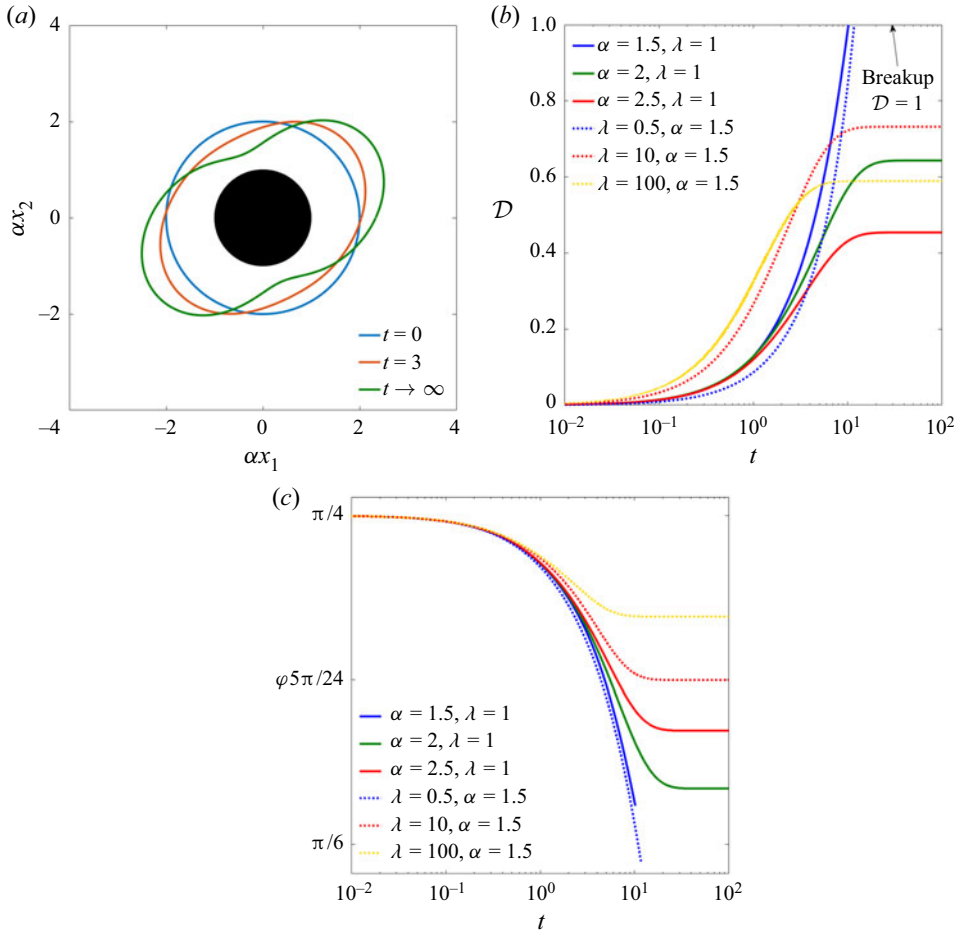 (a)
4
2
αx₂
0
−2
−4
−2
0
2
4
αx₁
t = 0
t = 3
t → ∞
(b)
1.0
0.8
0.6
𝒟
0.4
0.2
0
10⁻²
10⁻¹
10⁰
10¹
10²
t
α = 1.5, λ = 1
α = 2, λ = 1
α = 2.5, λ = 1
λ = 0.5, α = 1.5
λ = 10, α = 1.5
λ = 100, α = 1.5
Breakup
𝒟 = 1
(c)
π/4
φ5π/24
π/6
α = 1.5, λ = 1
α = 2, λ = 1
α = 2.5, λ = 1
λ = 0.5, α = 1.5
λ = 10, α = 1.5
λ = 100, α = 1.5
10⁻²
10⁻¹
10⁰
10¹
10²
t